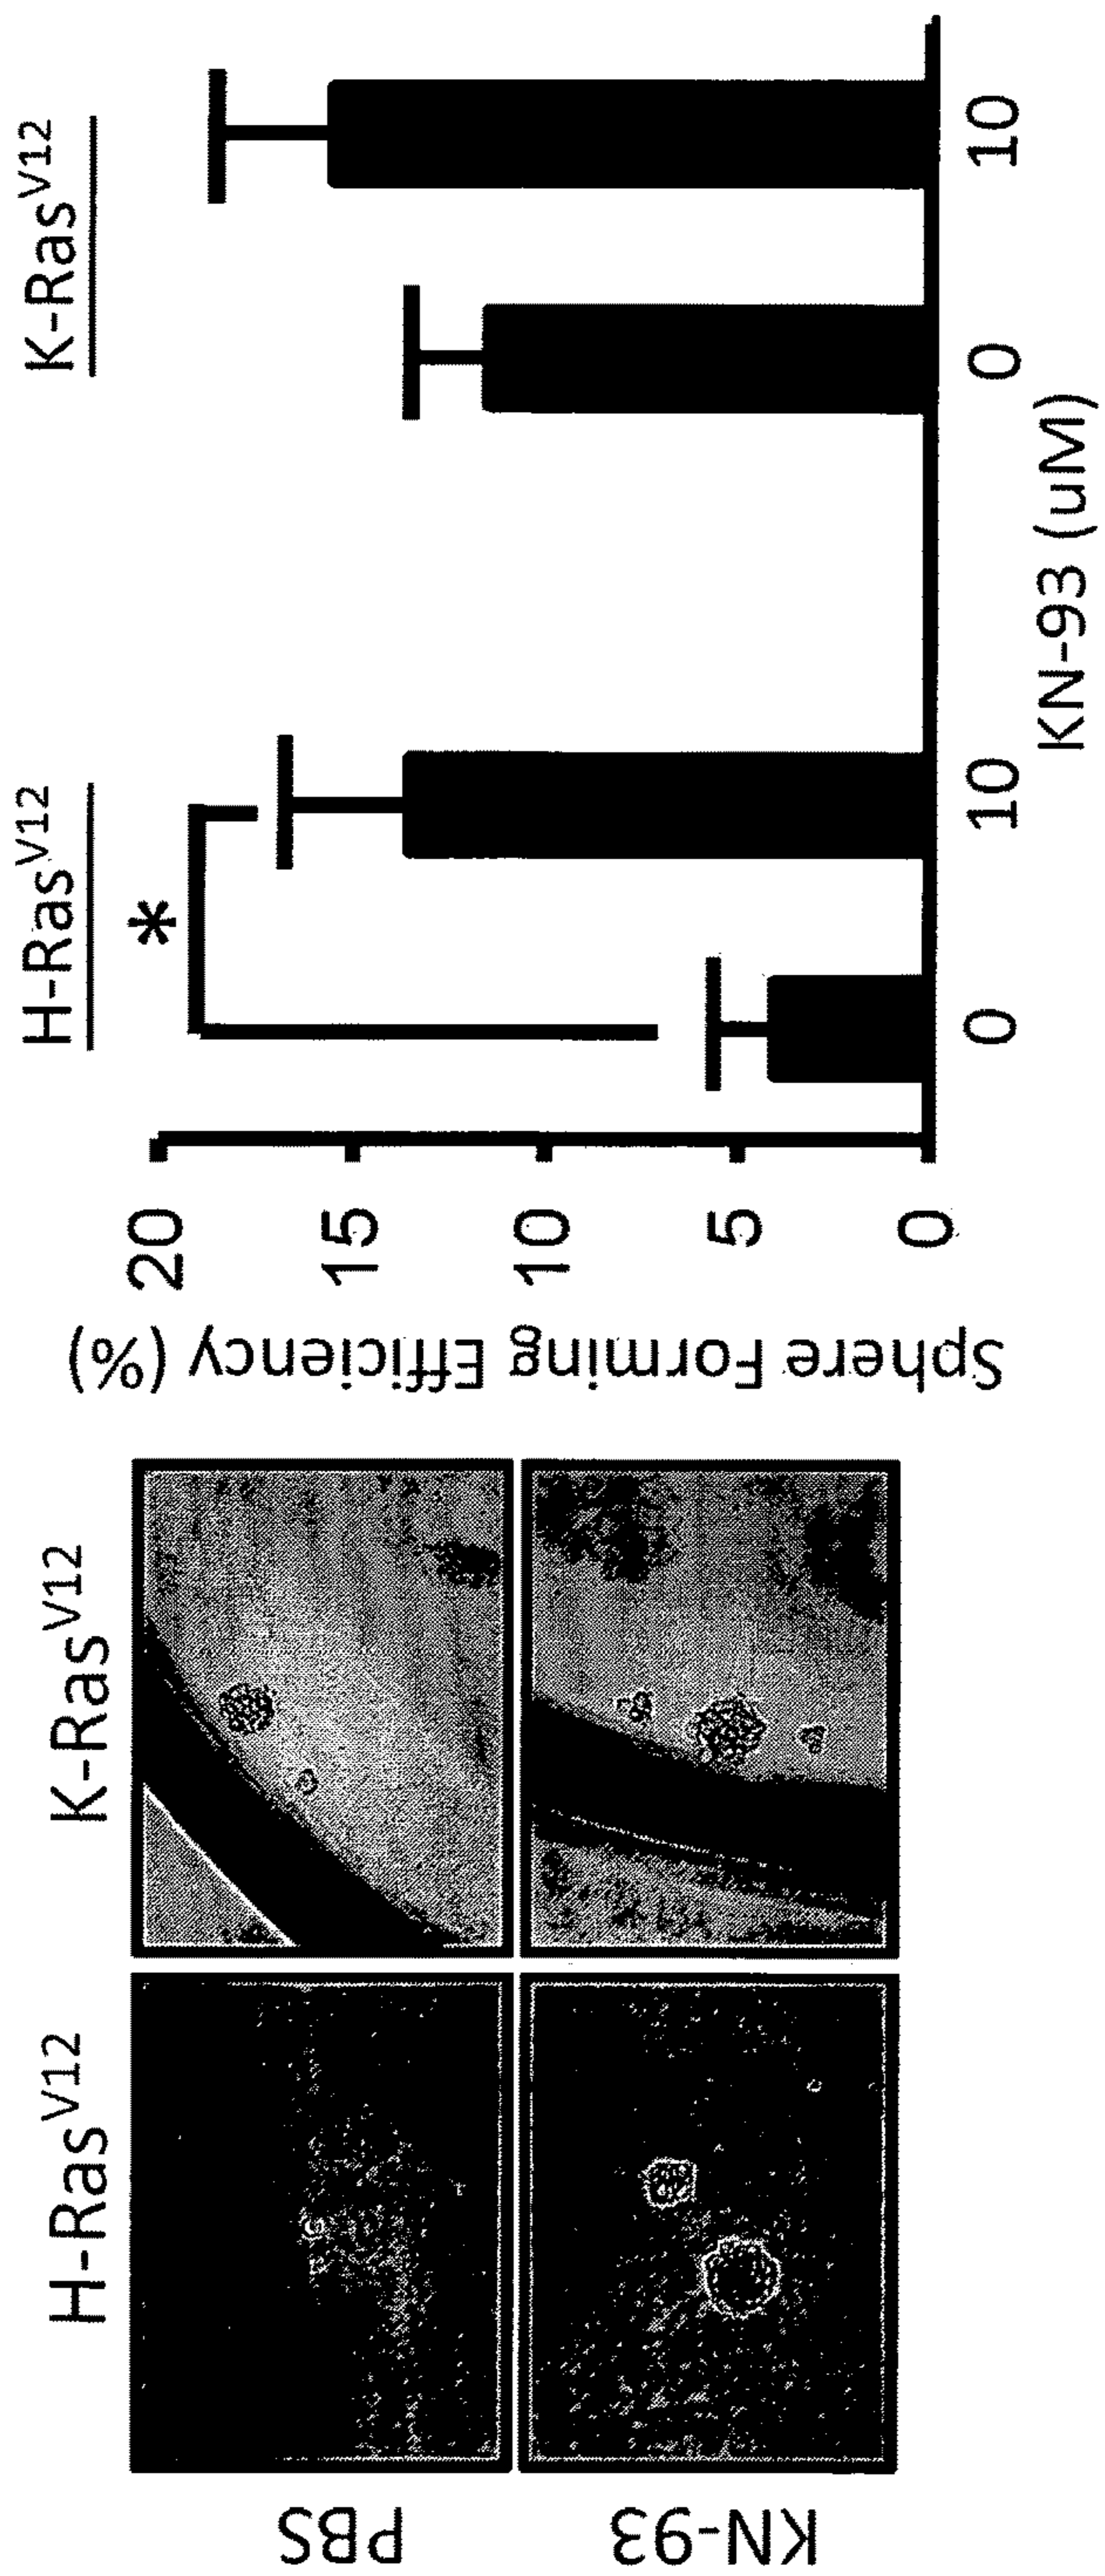 H-Ras^V12 K-Ras^V12
PBS
KN-93
H-Ras^V12 K-Ras^V12
*
Sphere Forming Efficiency (%)
20
15
10
5
0
0 10 0 10
KN-93 (uM)